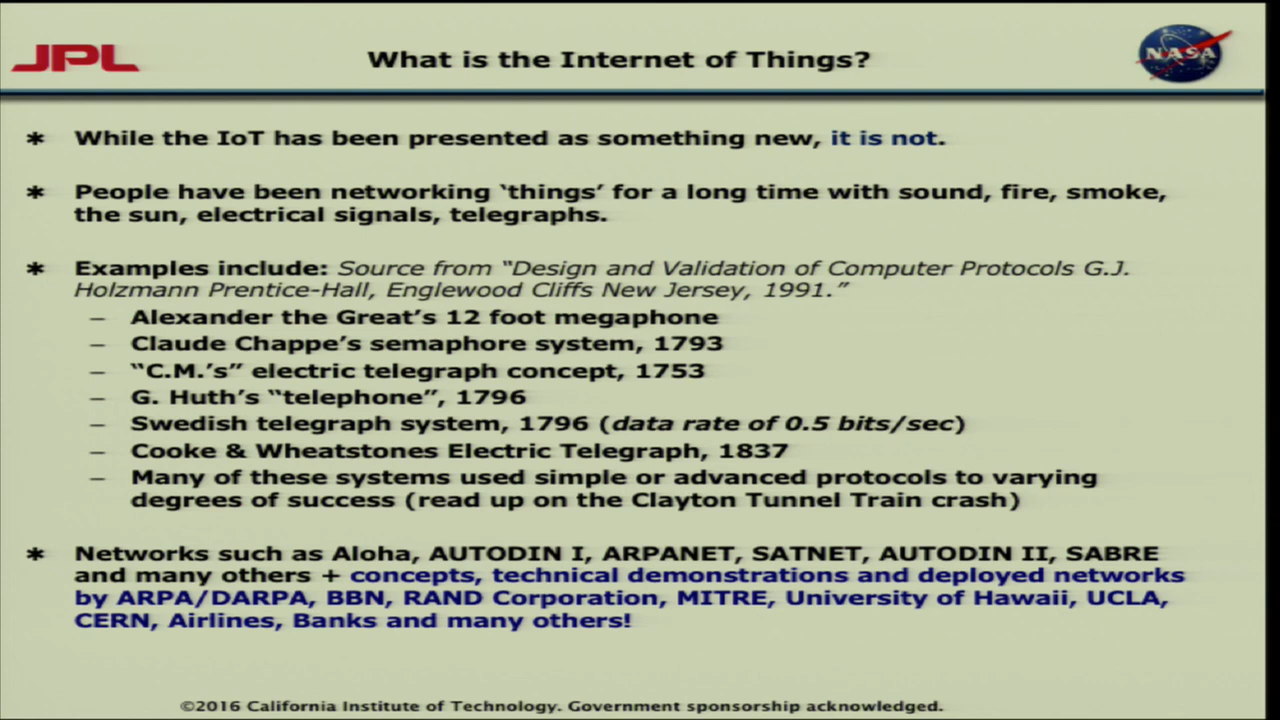 JPL
What is the Internet of Things?
NASA
* While the IoT has been presented as something new, it is not.
* People have been networking ‘things’ for a long time with sound, fire, smoke,
the sun, electrical signals, telegraphs.
* Examples include: Source from “Design and Validation of Computer Protocols G.J.
Holzmann Prentice-Hall, Englewood Cliffs New Jersey, 1991.”
– Alexander the Great’s 12 foot megaphone
– Claude Chappe’s semaphore system, 1793
– “C.M.’s” electric telegraph concept, 1753
– G. Huth’s “telephone”, 1796
– Swedish telegraph system, 1796 (data rate of 0.5 bits/sec)
– Cooke & Wheatstones Electric Telegraph, 1837
– Many of these systems used simple or advanced protocols to varying
degrees of success (read up on the Clayton Tunnel Train crash)
* Networks such as Aloha, AUTODIN I, ARPANET, SATNET, AUTODIN II, SABRE
and many others + concepts, technical demonstrations and deployed networks
by ARPA/DARPA, BBN, RAND Corporation, MITRE, University of Hawaii, UCLA,
CERN, Airlines, Banks and many others!
©2016 California Institute of Technology. Government sponsorship acknowledged.